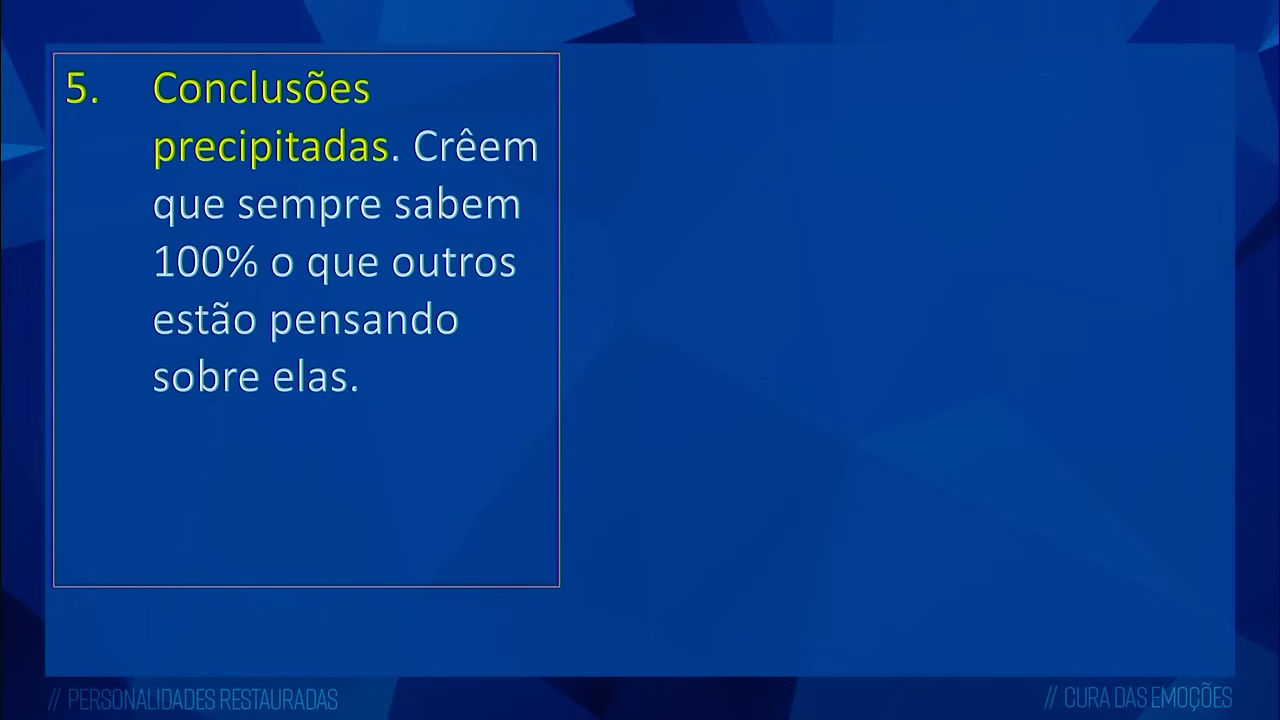 5. Conclusões
precipitadas. Crêem
que sempre sabem
100% o que outros
estão pensando
sobre elas.
// PERSONALIDADES RESTAURADAS
// CURA DAS EMOÇÕES